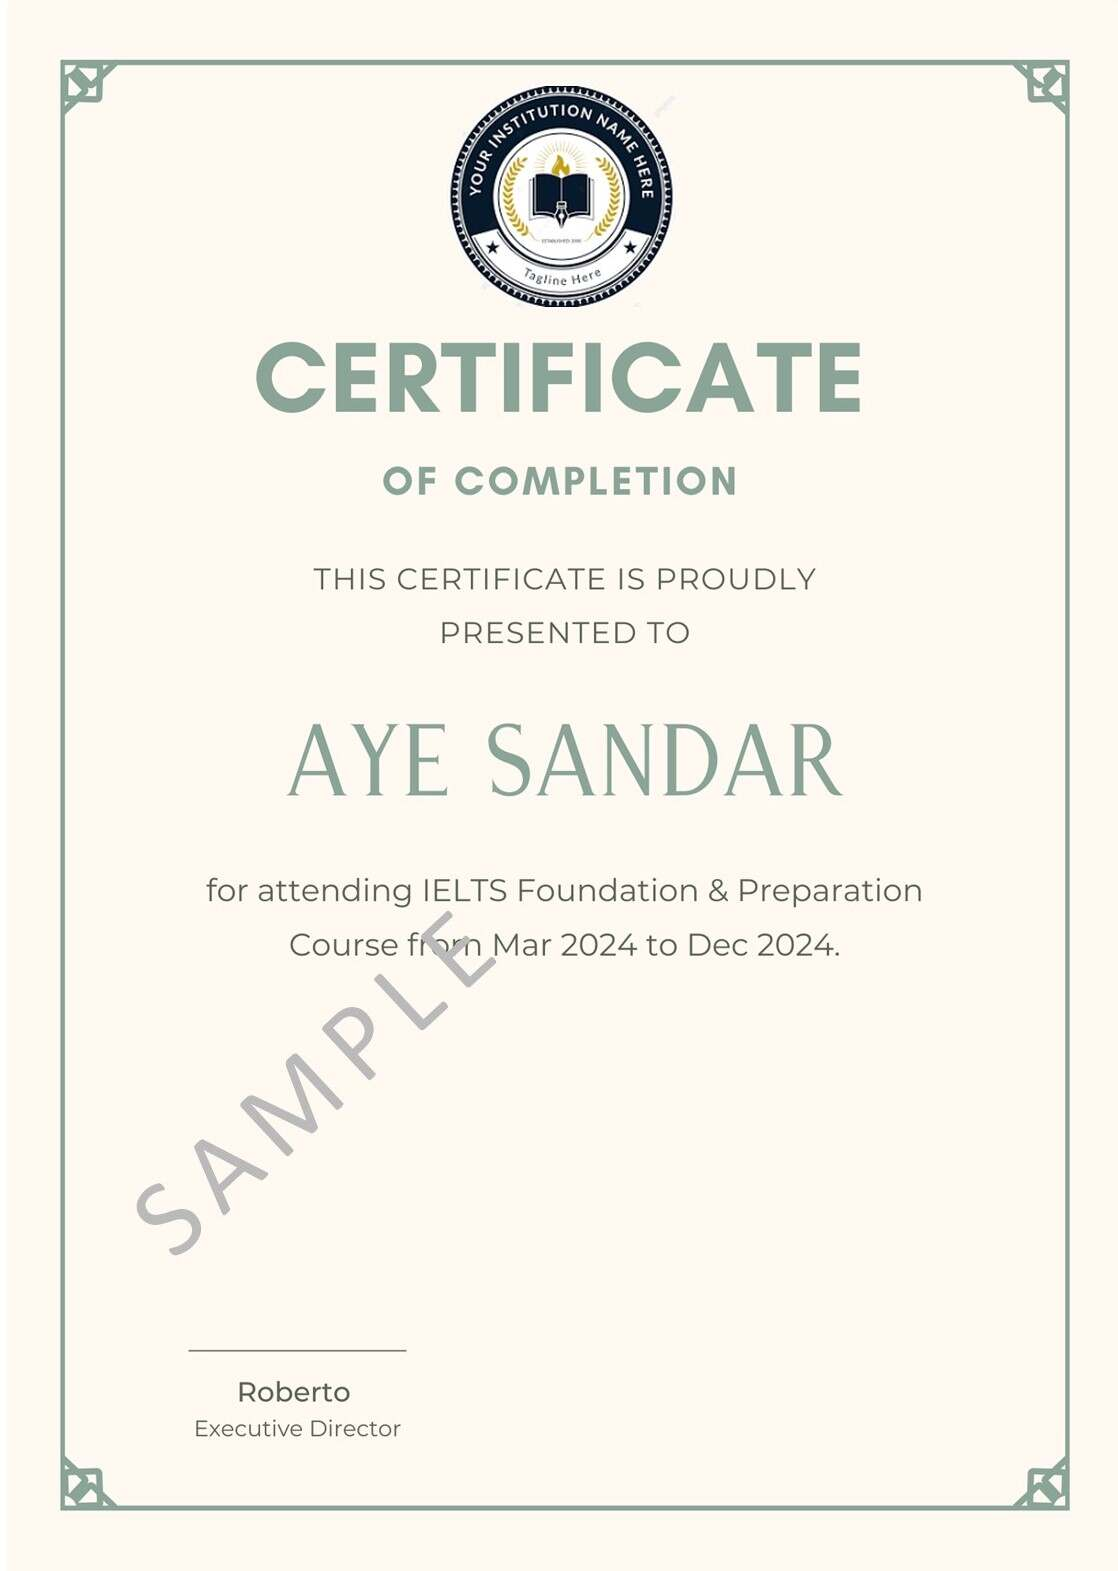 YOUR INSTITUTION NAME HERE
ESTABLISHED
Tagline Here
CERTIFICATE
OF COMPLETION
THIS CERTIFICATE IS PROUDLY
PRESENTED TO
AYE SANDAR
for attending IELTS Foundation & Preparation
Course from Mar 2024 to Dec 2024.
SAMPLE
Roberto
Executive Director